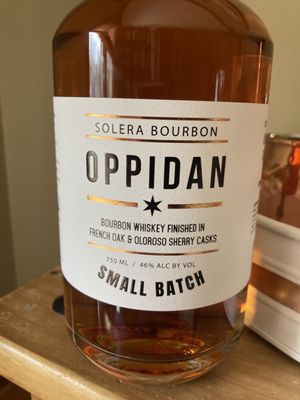 SOLERA BOURBON
OPPIDAN
BOURBON WHISKEY FINISHED IN
FRENCH OAK & OLOROSO SHERRY CASKS
750 ML / 46% ALC BY VOL
SMALL BATCH